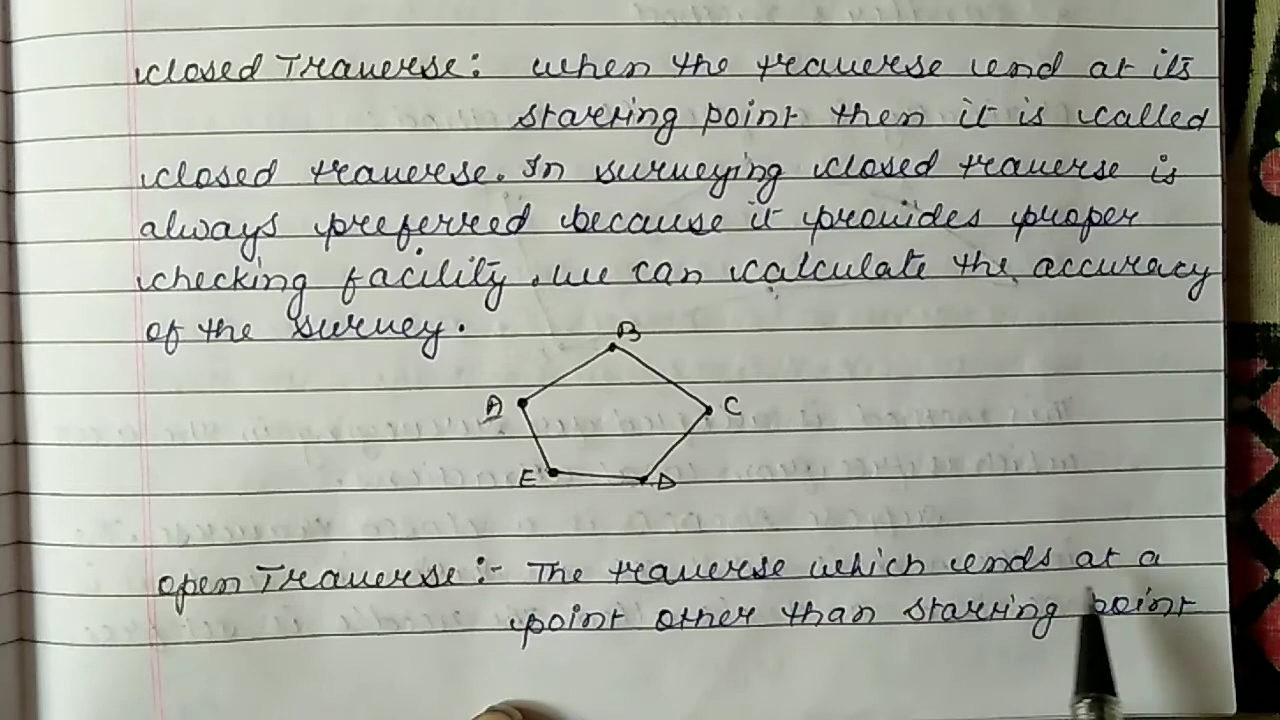 closed Traverse: when the traverse end at its
starting point then it is called
closed traverse. In surveying closed traverse is
always preferred because it provides proper
checking facility. we can calculate the accuracy
of the survey.
B
A
C
E
D
open Traverse:- The traverse which ends at a
point other than starting point